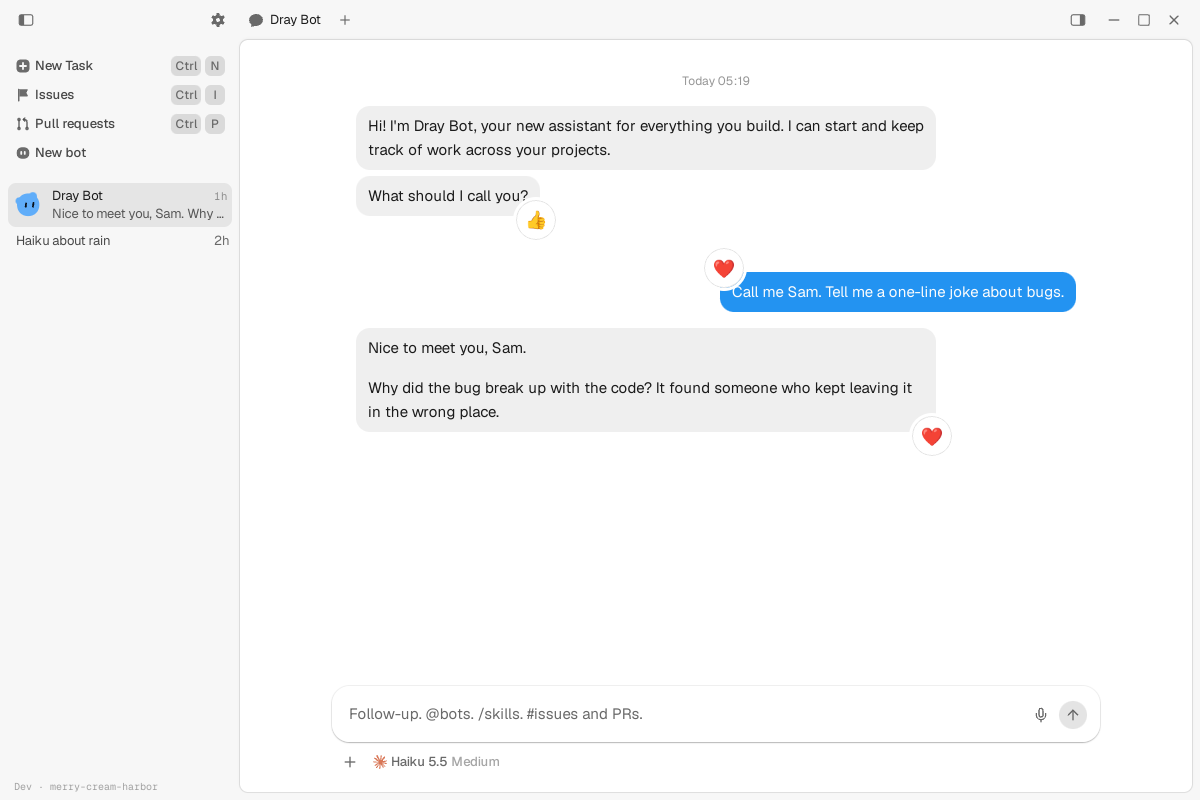 Dray Bot
New Task Ctrl N
Issues Ctrl I
Pull requests Ctrl P
New bot
Dray Bot 1h
Nice to meet you, Sam. Why …
Haiku about rain 2h
Today 05:19
Hi! I'm Dray Bot, your new assistant for everything you build. I can start and keep
track of work across your projects.
What should I call you?
👍
❤️
Call me Sam. Tell me a one-line joke about bugs.
Nice to meet you, Sam.
Why did the bug break up with the code? It found someone who kept leaving it
in the wrong place.
❤️
Follow-up. @bots. /skills. #issues and PRs.
Haiku 5.5 Medium
Dev · merry-cream-harbor